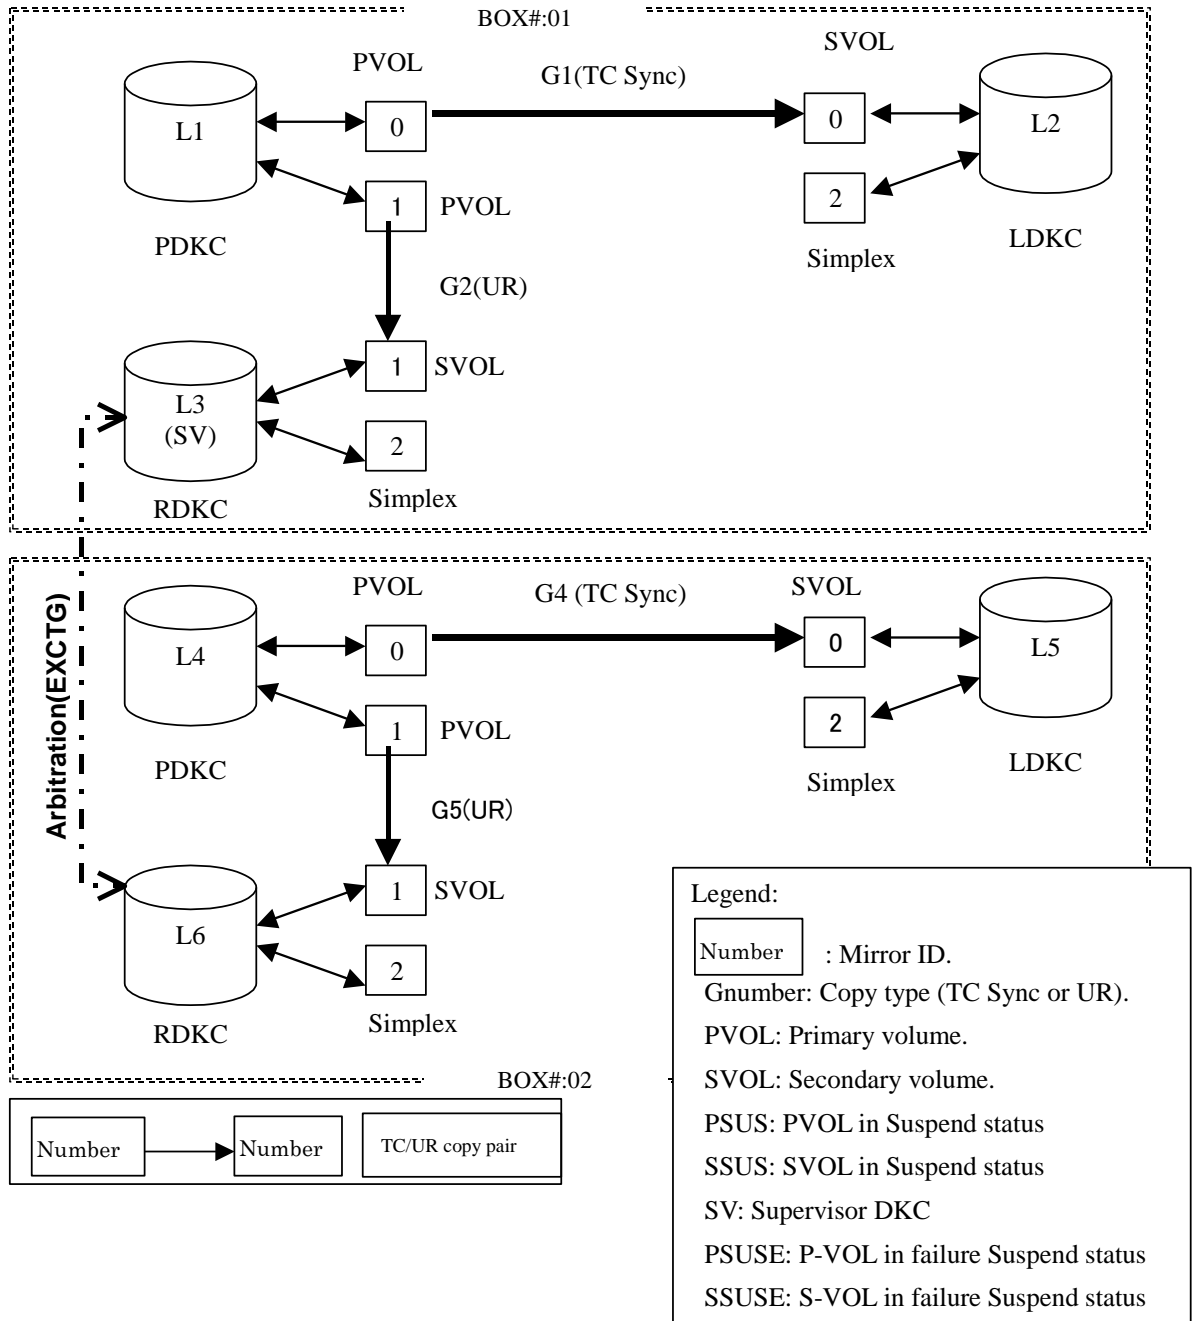 BOX#:01
PVOL
G1(TC Sync)
SVOL
L1
0
0
L2
1
PVOL
2
PDKC
Simplex
LDKC
G2(UR)
L3
(SV)
1
SVOL
2
RDKC
Simplex
Arbitration(EXCTG)
PVOL
G4 (TC Sync)
SVOL
L4
0
0
L5
1
PVOL
2
PDKC
Simplex
LDKC
G5(UR)
L6
1
SVOL
2
RDKC
Simplex
BOX#:02
Number
Number
TC/UR copy pair
Legend:
Number : Mirror ID.
Gnumber: Copy type (TC Sync or UR).
PVOL: Primary volume.
SVOL: Secondary volume.
PSUS: PVOL in Suspend status
SSUS: SVOL in Suspend status
SV: Supervisor DKC
PSUSE: P-VOL in failure Suspend status
SSUSE: S-VOL in failure Suspend status